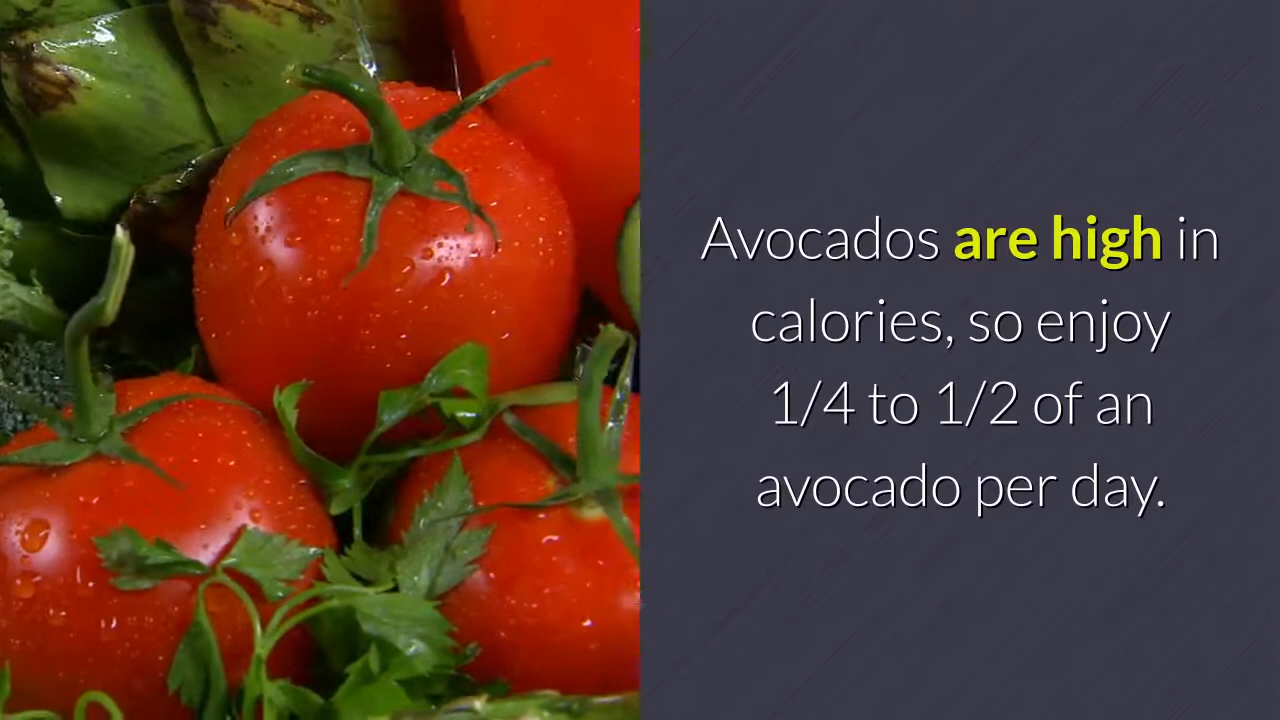 Avocados are high in
calories, so enjoy
1/4 to 1/2 of an
avocado per day.